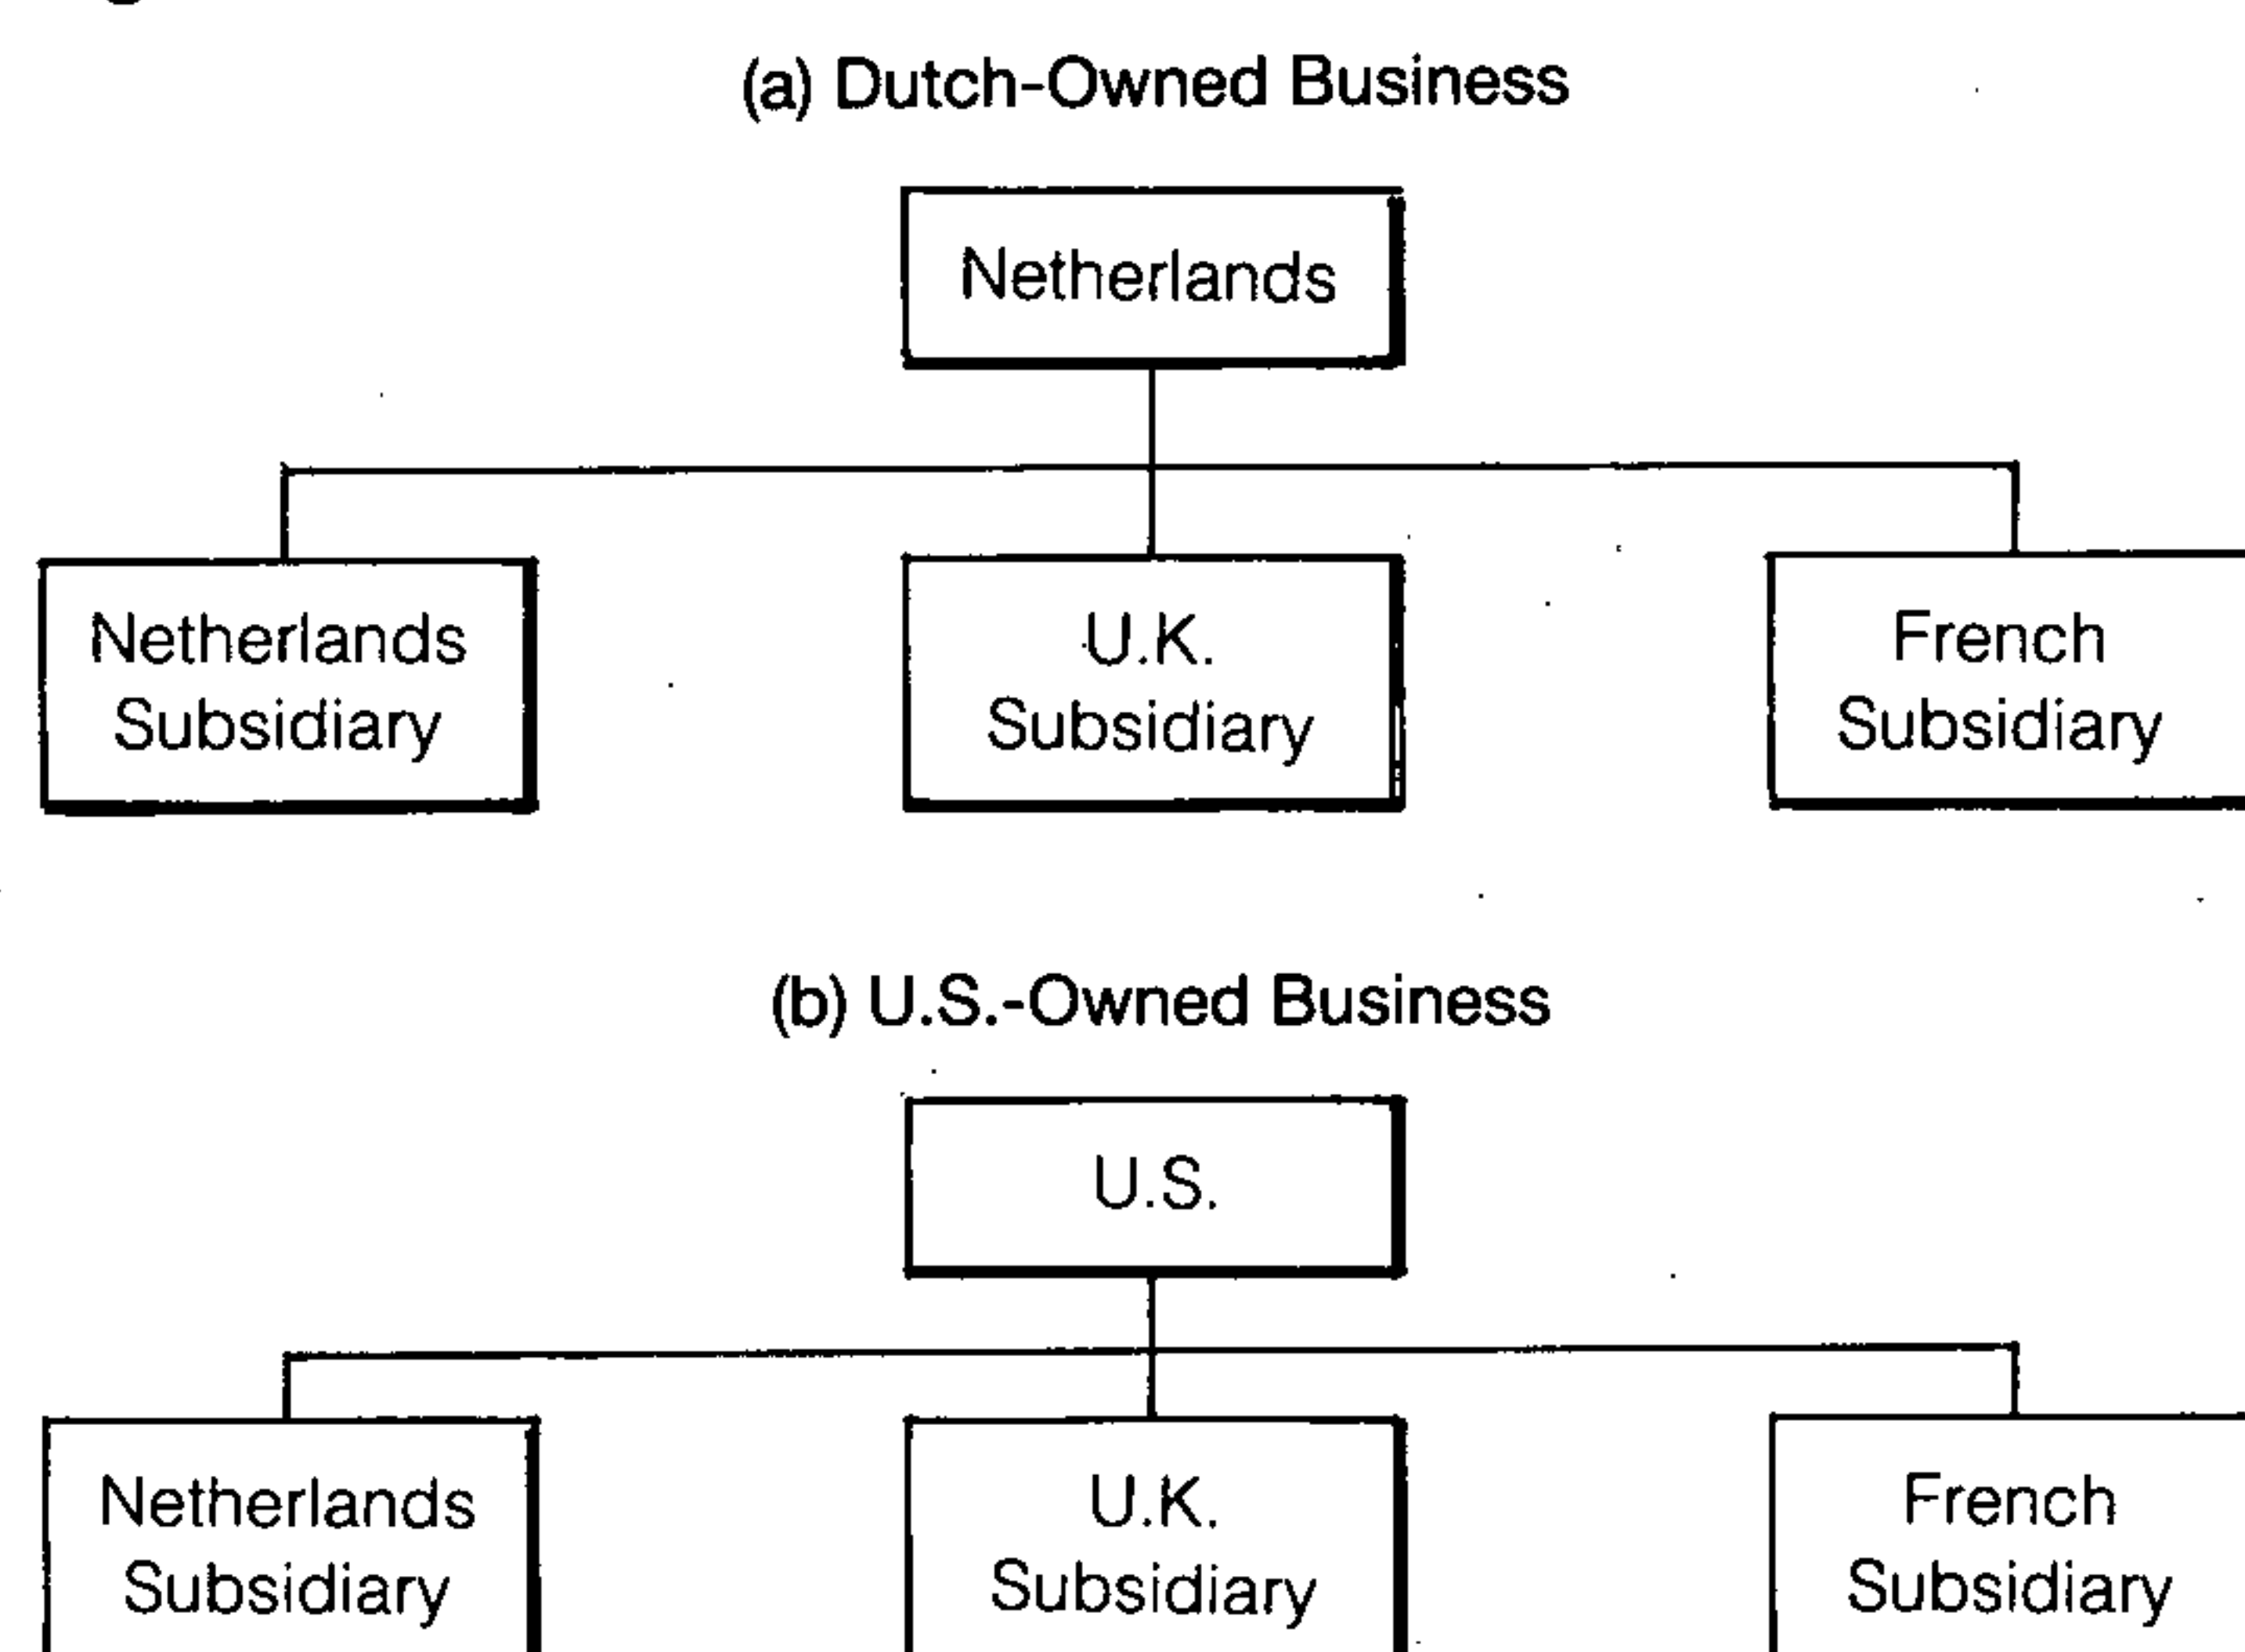 (a) Dutch-Owned Business
Netherlands
Netherlands
Subsidiary
U.K.
Subsidiary
French
Subsidiary
(b) U.S.-Owned Business
U.S.
Netherlands
Subsidiary
U.K.
Subsidiary
French
Subsidiary